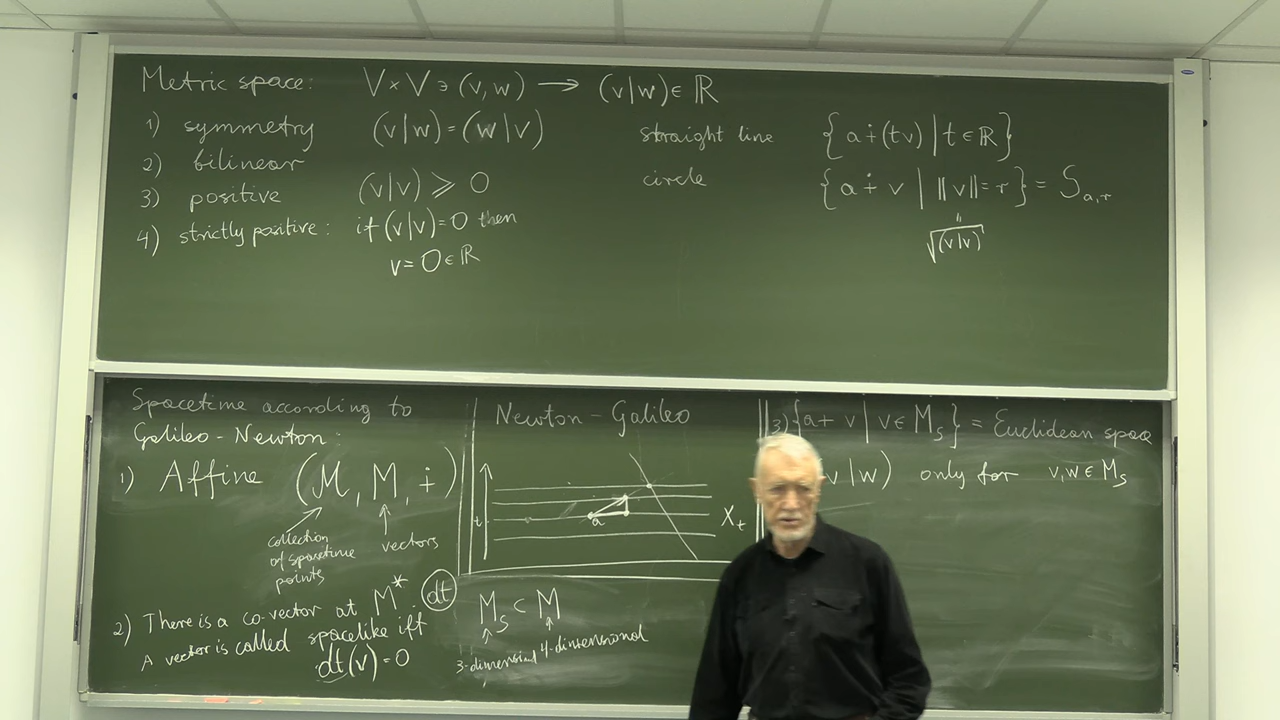 Metric space: V × V ∋ (v, w) → (v|w) ∈ ℝ
1) symmetry (v|w) = (w|v)
2) bilinear
3) positive (v|v) ⩾ 0
4) strictly positive: if (v|v) = 0 then
v = 0 ∈ ℝ
straight line {a ∔ (tv) | t ∈ ℝ}
circle {a ∔ v | ‖v‖ = r} = S_{a,r}
"
√(v|v)
Spacetime according to
Galileo - Newton:
1) Affine (M, M, ∔)
collection
of spacetime
points
vectors
2) There is a co-vector at M*. dt
A vector is called spacelike iff
dt(v) = 0
Newton - Galileo
t
a
X_t
M_S ⊂ M
3-dimensional 4-dimensional
3) {a + v | v ∈ M_S} = Euclidean space
v|w) only for v, w ∈ M_S